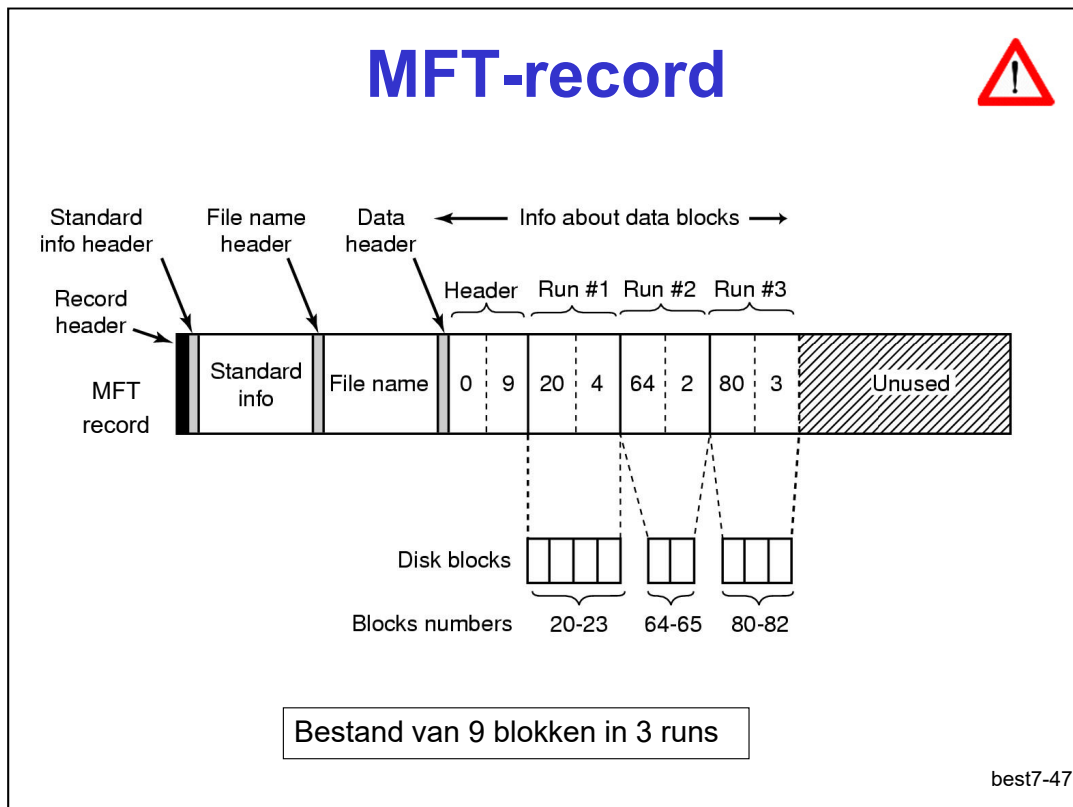 MFT-record
!
Standard
info header
File name
header
Data
header
Info about data blocks
Record
header
Header
Run #1
Run #2
Run #3
MFT
record
Standard
info
File name
0 9 20 4 64 2 80 3
Unused
Disk blocks
Blocks numbers
20-23 64-65 80-82
Bestand van 9 blokken in 3 runs
best7-47